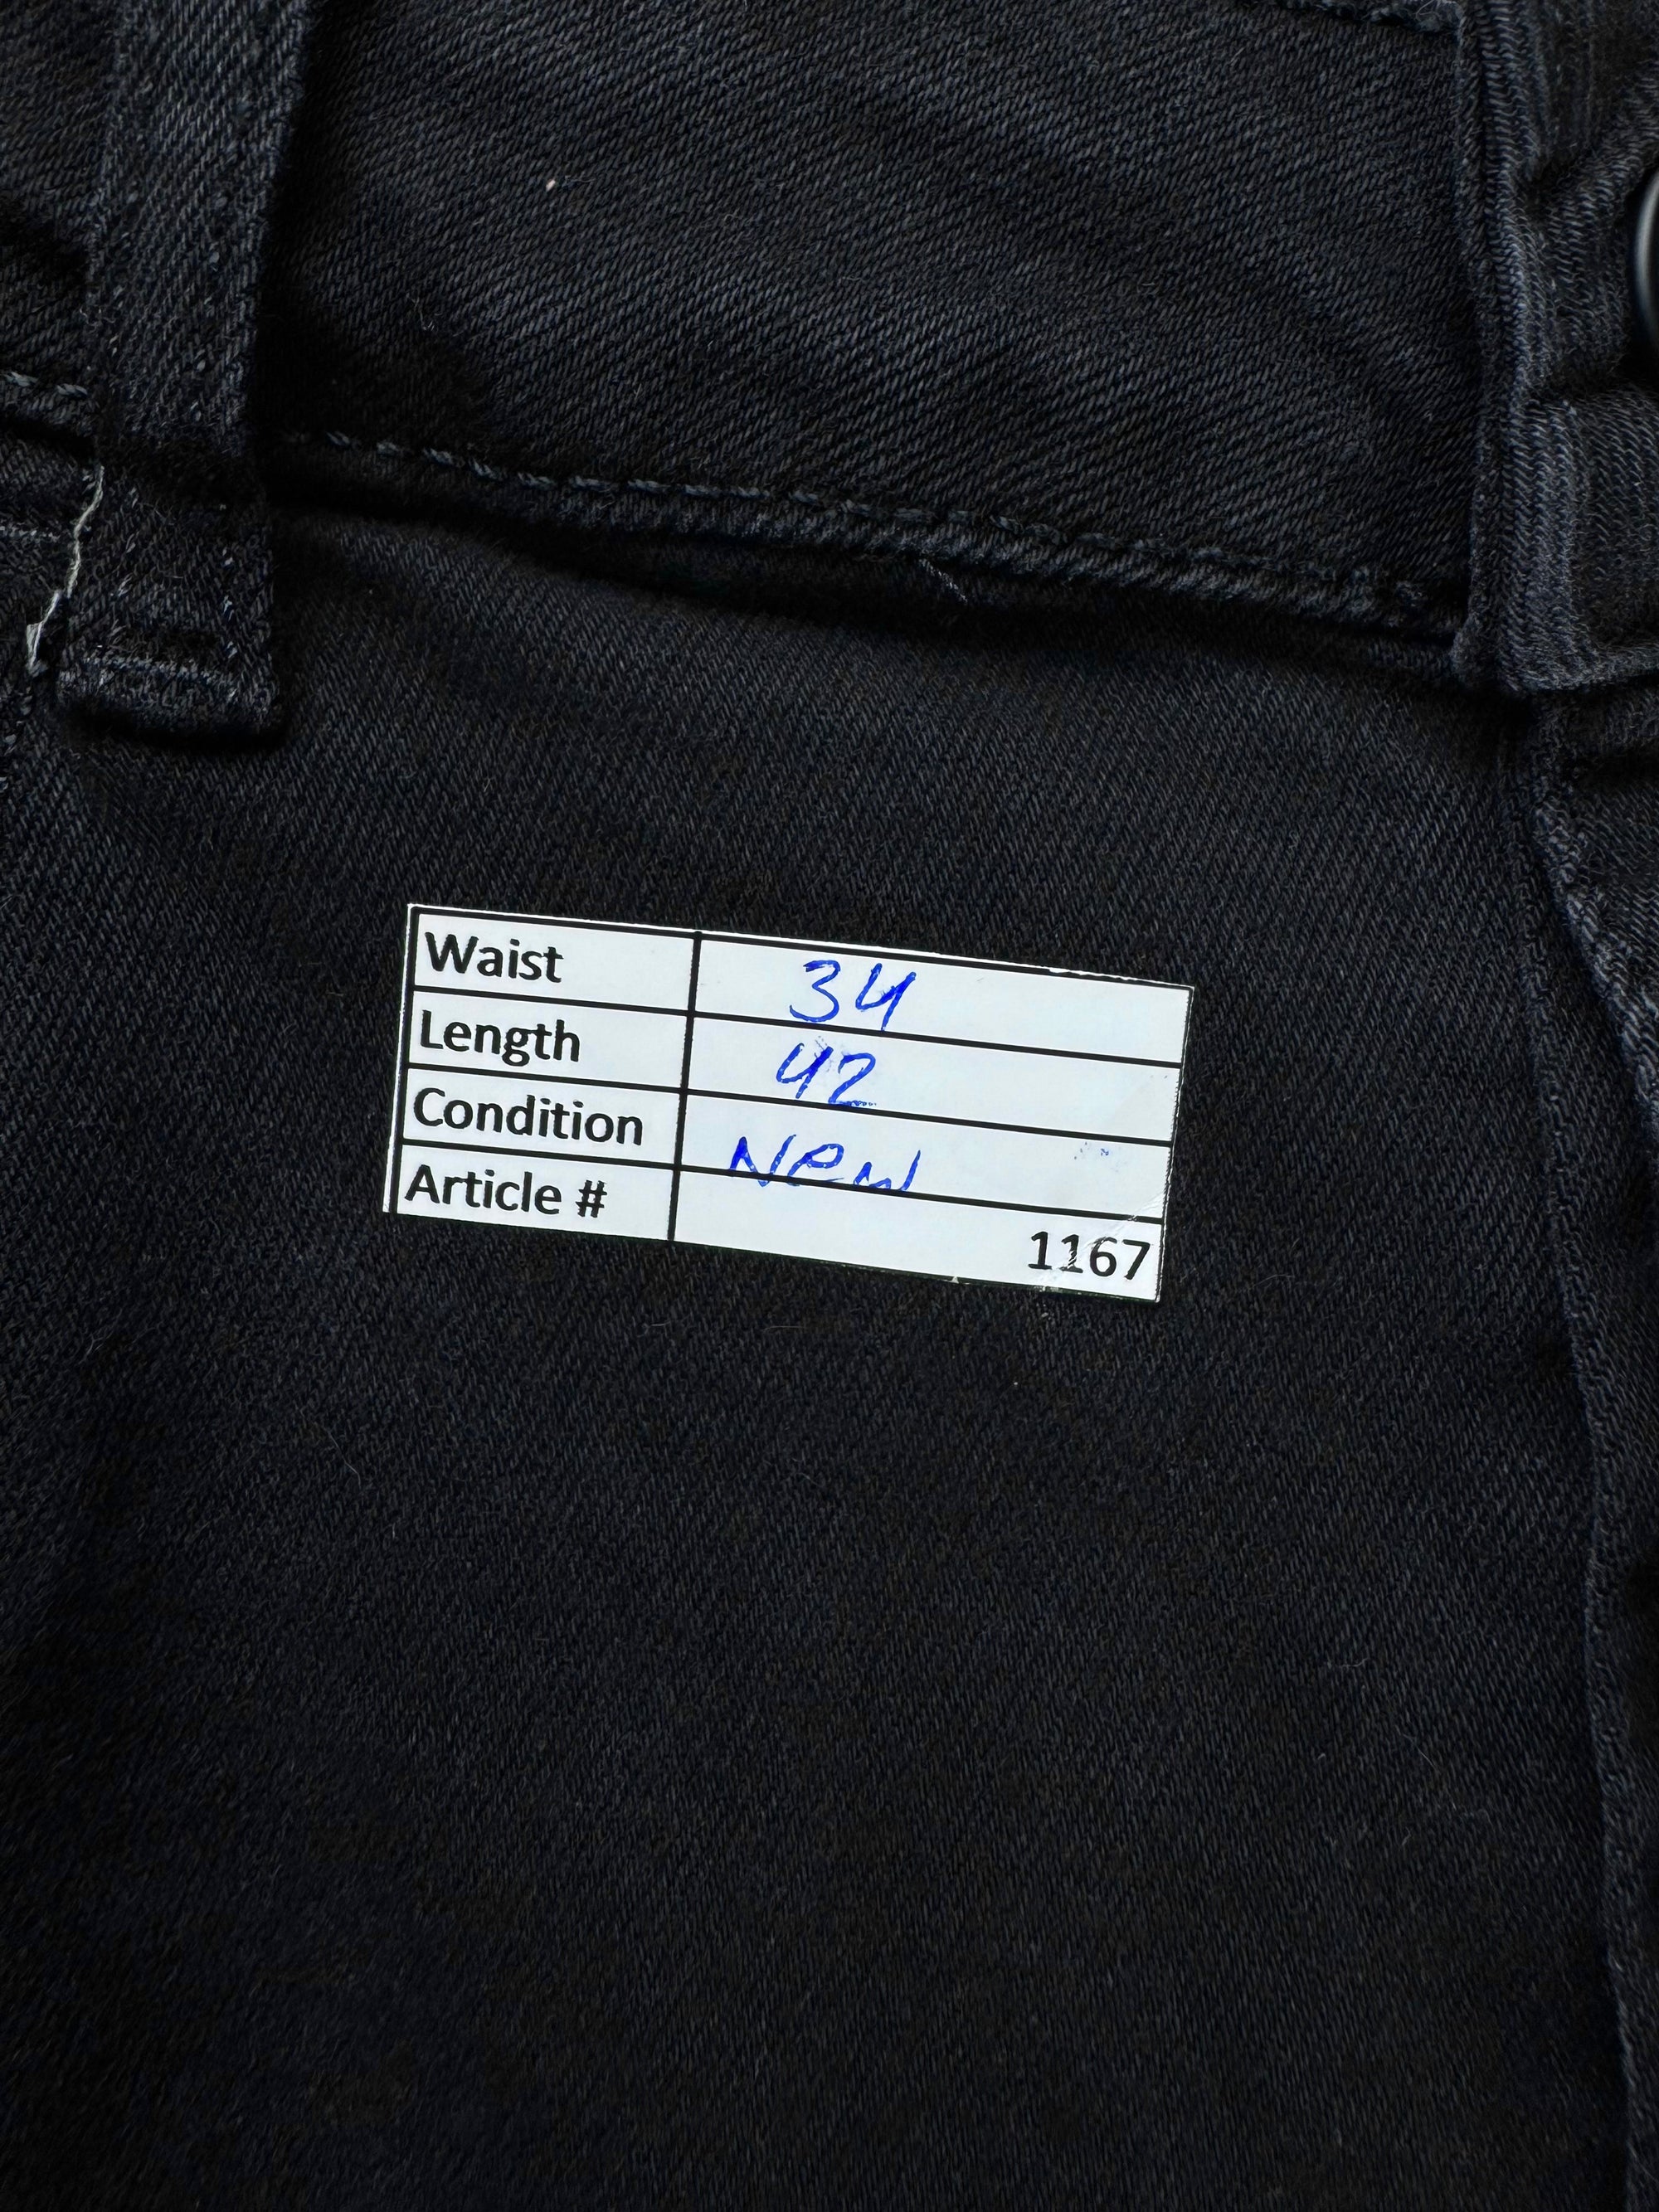 Waist 34
Length 42
Condition New
Article # 1167